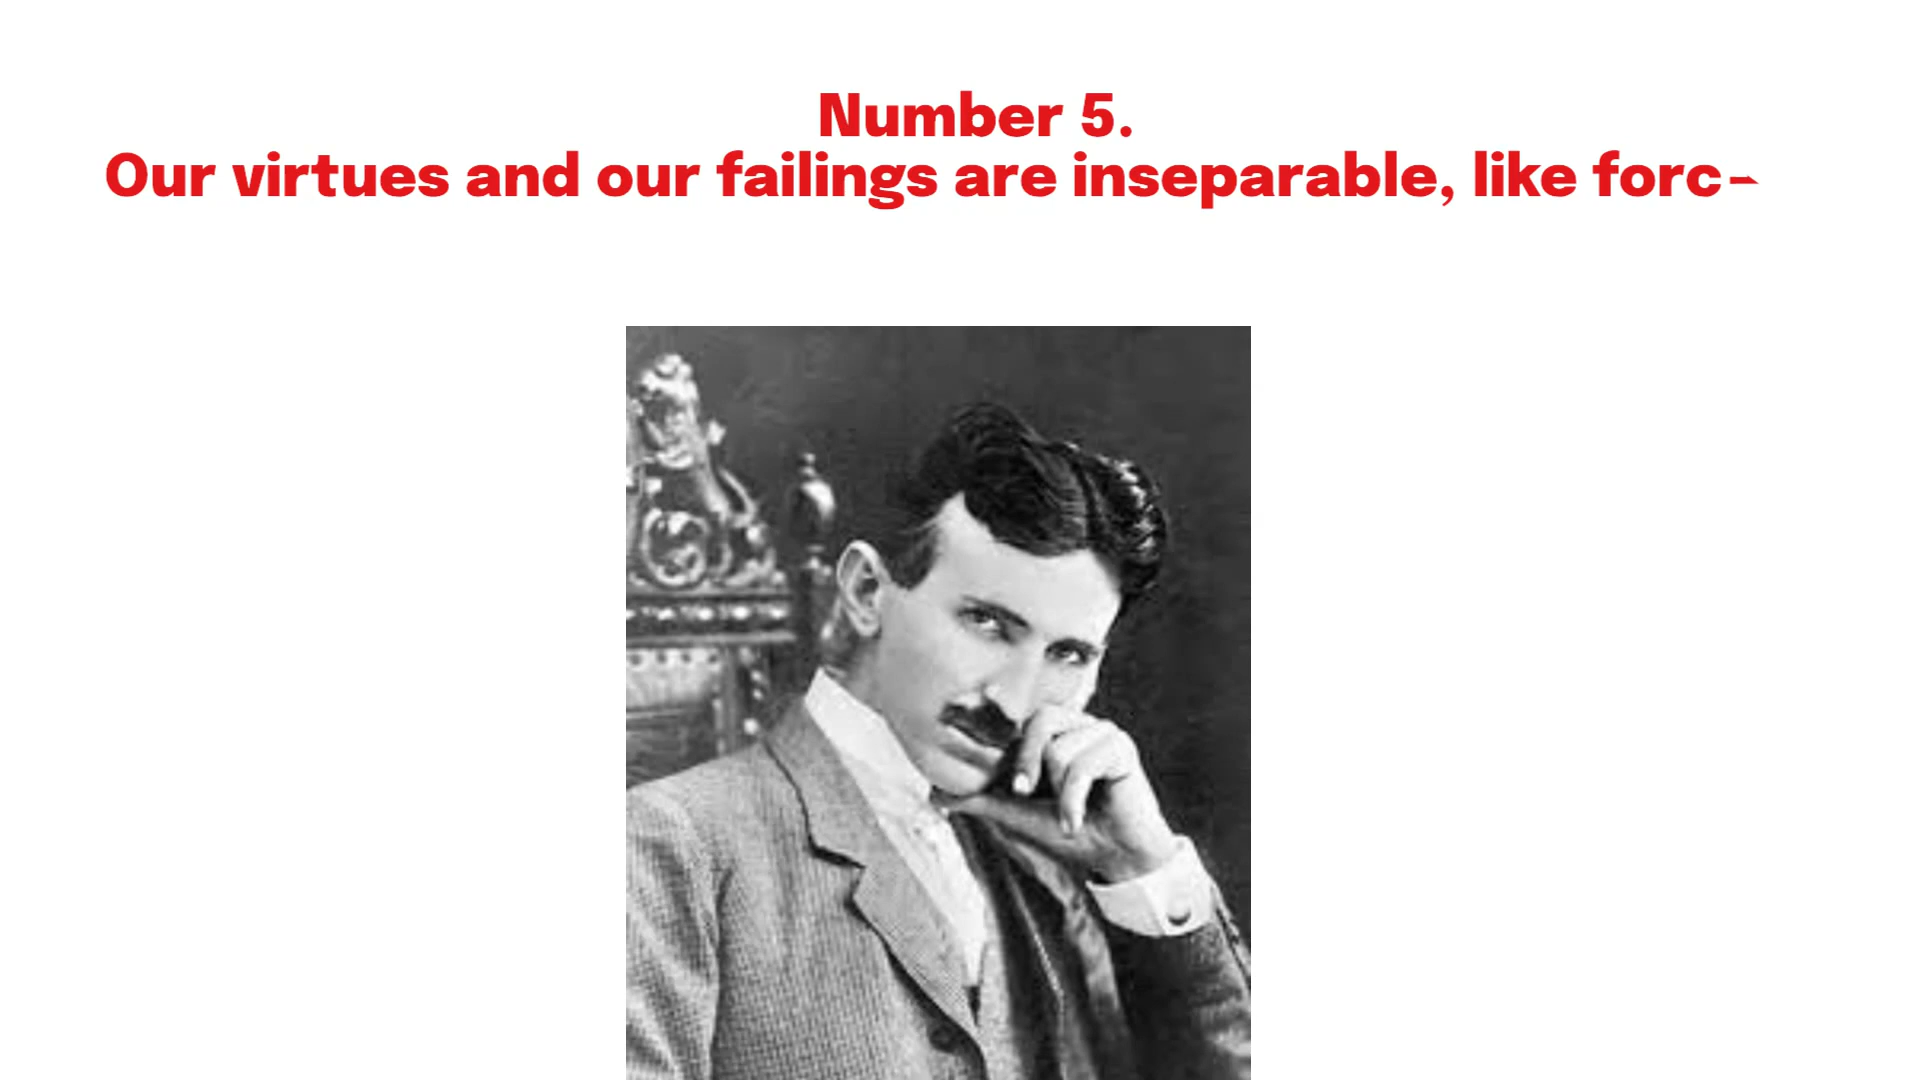 Number 5.
Our virtues and our failings are inseparable, like forc